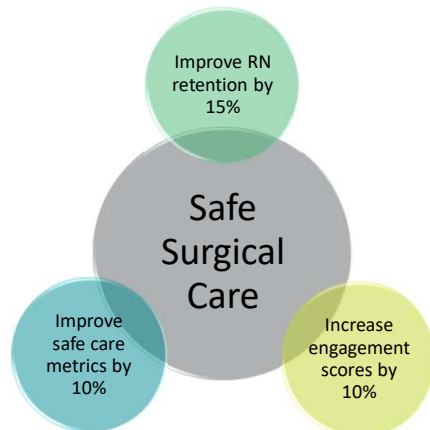 Improve RN
retention by
15%
Safe
Surgical
Care
Improve
safe care
metrics by
10%
Increase
engagement
scores by
10%